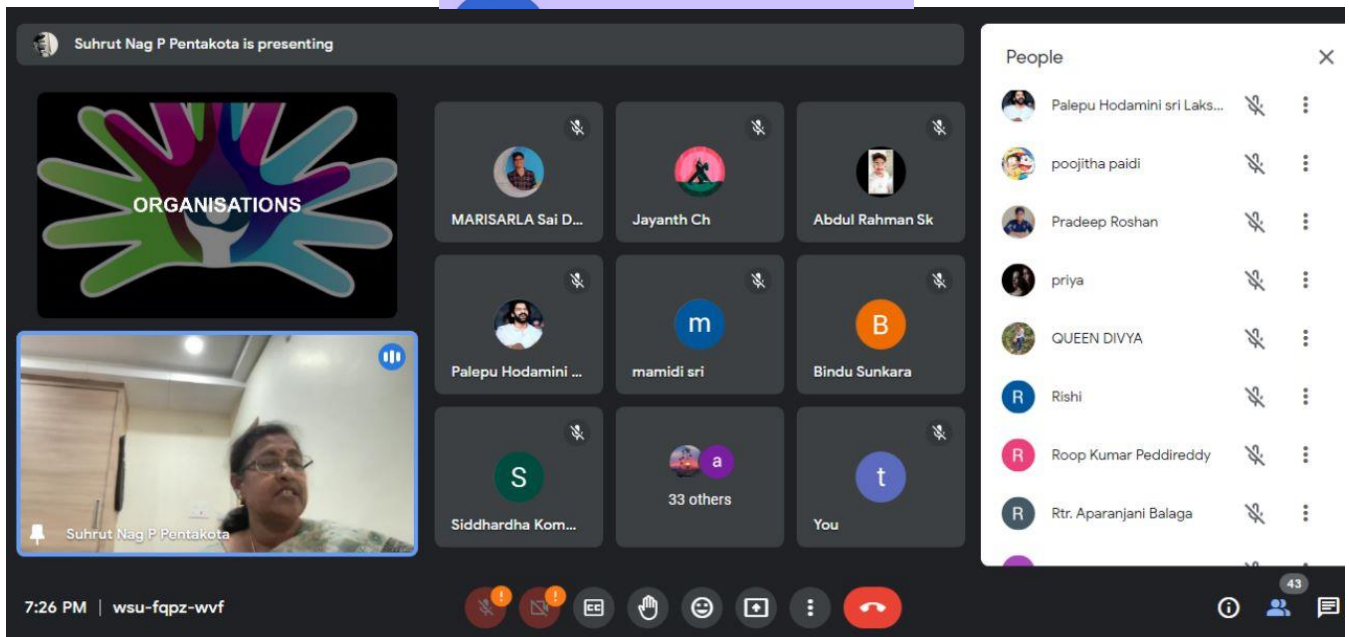 Suhrut Nag P Pentakota is presenting
ORGANISATIONS
Suhrut Nag P Pentakota
MARISARLA Sai D...
Jayanth Ch
Abdul Rahman Sk
Palepu Hodamini ...
m
mamidi sri
B
Bindu Sunkara
S
Siddhardha Kom...
a
33 others
t
You
People
Palepu Hodamini sri Laks...
poojitha paidi
Pradeep Roshan
priya
QUEEN DIVYA
R
Rishi
R
Roop Kumar Peddireddy
R
Rtr. Aparanjani Balaga
7:26 PM | wsu-fqpz-wvf
CC
43